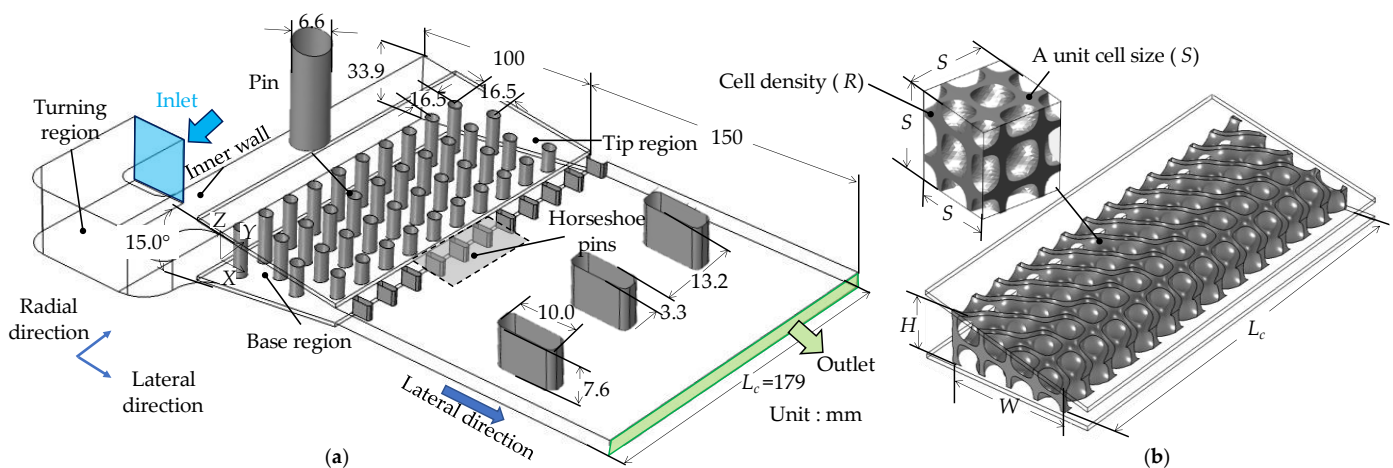 6.6
Pin
33.9
100
16.5
16.5
Turning
region
Inlet
Inner wall
Tip region
150
15.0°
Z
Y
X
Horseshoe
pins
13.2
3.3
10.0
7.6
Radial
direction
Lateral
direction
Base region
Lateral direction
Outlet
L_c=179
Unit : mm
(a)
A unit cell size ( S )
Cell density ( R )
S
S
S
H
W
L_c
(b)